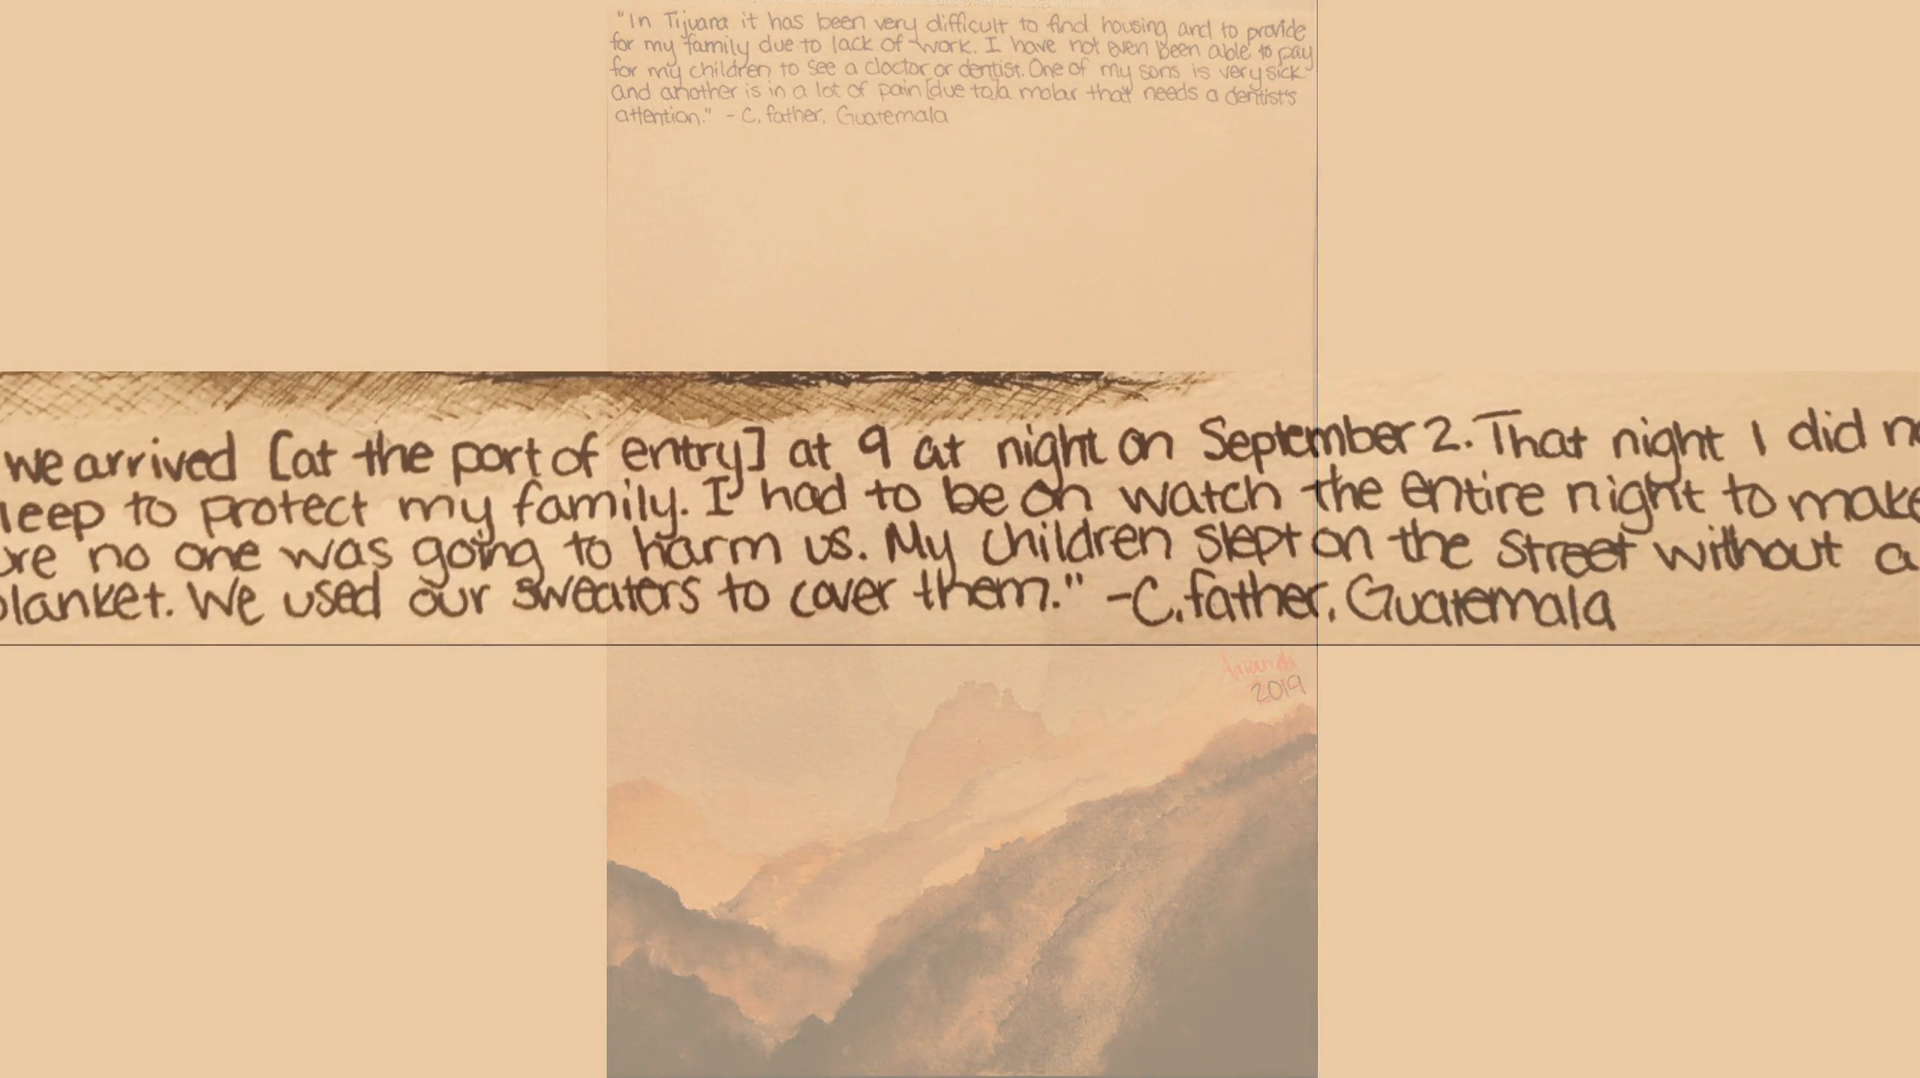 "In Tijuana it has been very difficult to find housing and to provide
for my family due to lack of work. I have not even been able to pay
for my children to see a doctor or dentist. One of my sons is very sick
and another is in a lot of pain [due to] a molar that needs a dentist's
attention." - C, father, Guatemala
we arrived [at the port of entry] at 9 at night on September 2. That night I did no
leep to protect my family. I had to be on watch the entire night to make
ure no one was going to harm us. My children slept on the street without a
blanket. We used our sweaters to cover them." - C, father, Guatemala
2019